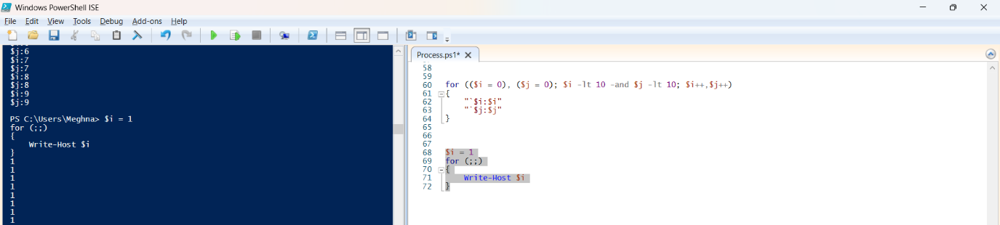 Windows PowerShell ISE
File Edit View Tools Debug Add-ons Help
$j:6
$i:7
$j:7
$i:8
$j:8
$i:9
$j:9
PS C:\Users\Meghna> $i = 1
for (;;)
{
    Write-Host $i
}
1
1
1
1
1
1
1
1
Process.ps1* X
58
59
60 for (($i = 0), ($j = 0); $i -lt 10 -and $j -lt 10; $i++,$j++)
61 {
62     "`$i:$i"
63     "`$j:$j"
64 }
65
66
67
68 $i = 1
69 for (;;)
70 {
71     Write-Host $i
72 }